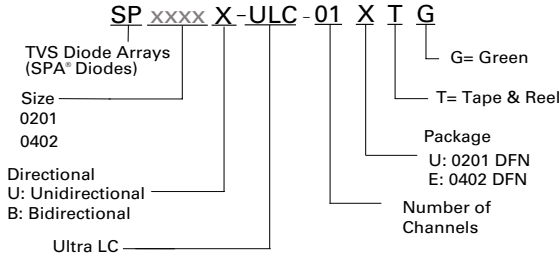 SP xxxx X - ULC - 01 X T G
TVS Diode Arrays
(SPA® Diodes)
G= Green
Size
0201
0402
T= Tape & Reel
Package
U: 0201 DFN
E: 0402 DFN
Directional
U: Unidirectional
B: Bidirectional
Number of
Channels
Ultra LC